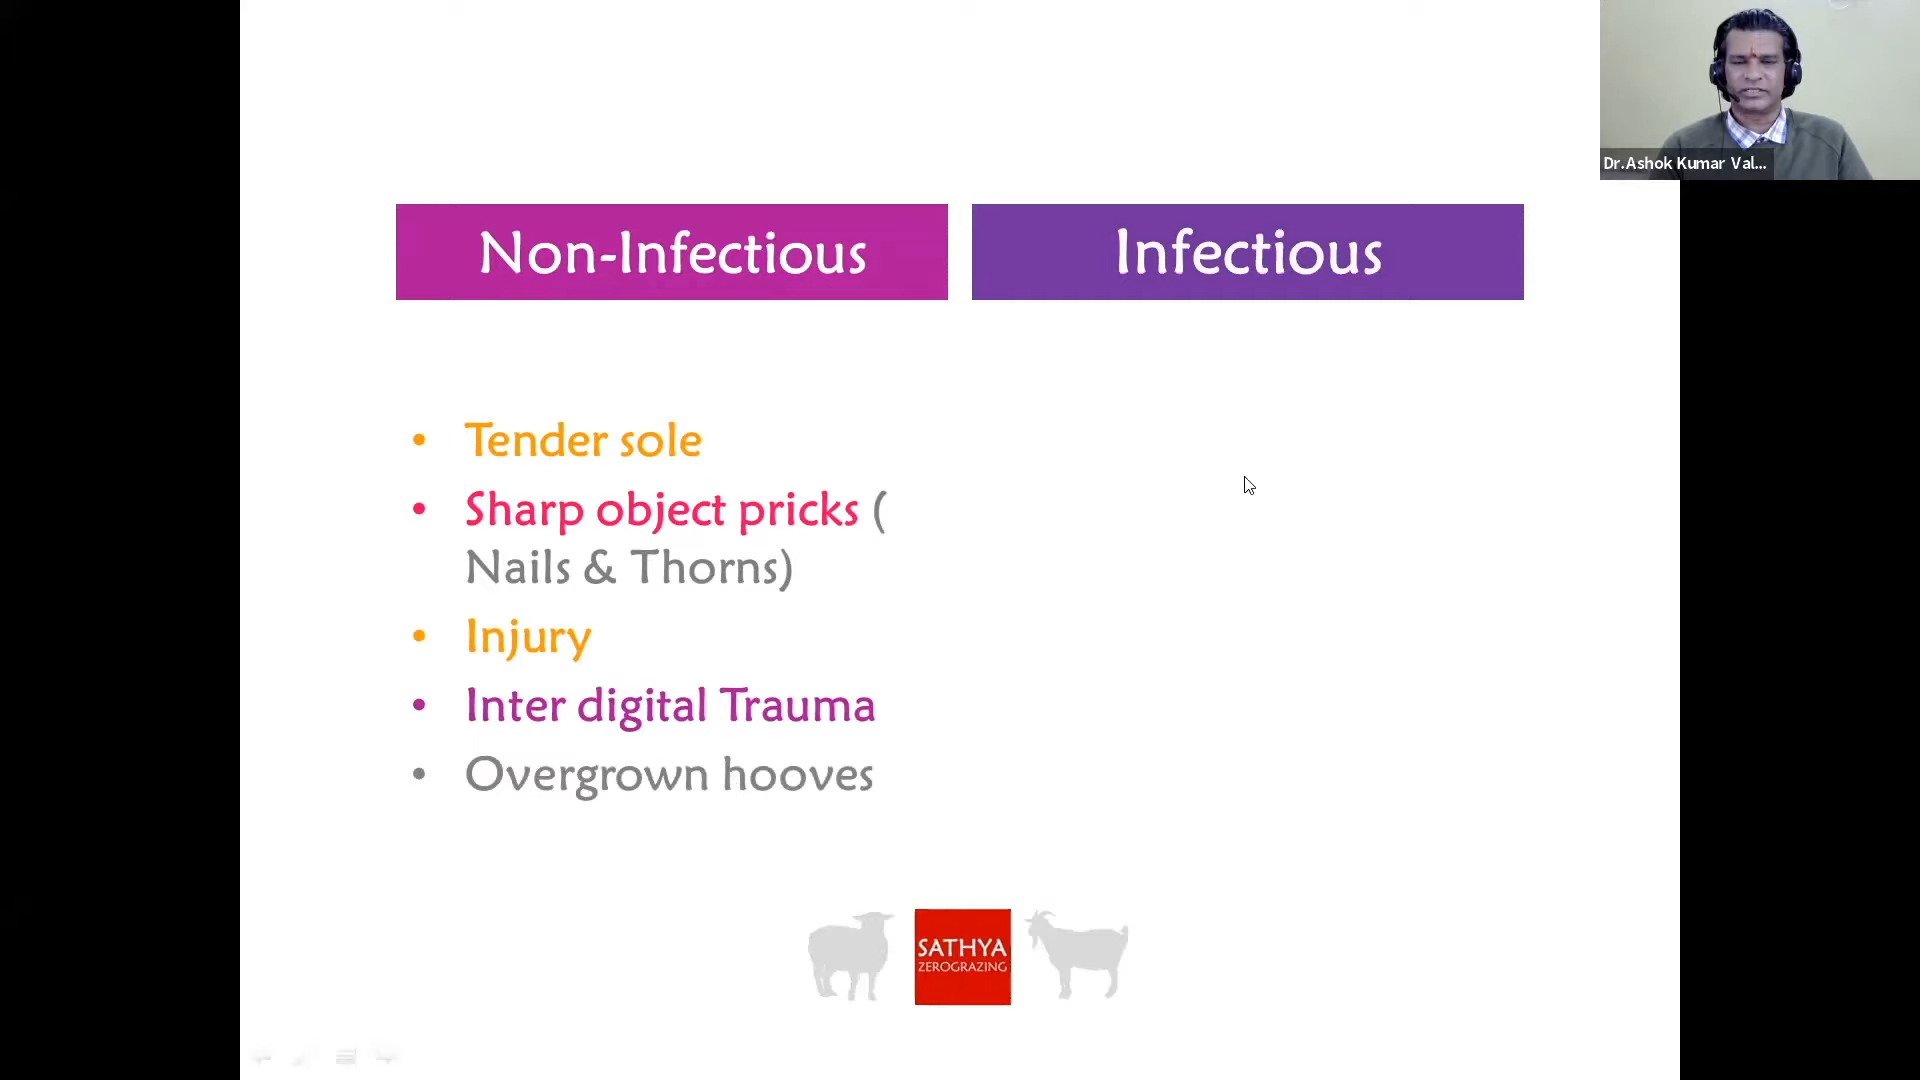 Dr.Ashok Kumar Val...
Non-Infectious
Infectious
• Tender sole
• Sharp object pricks (
Nails & Thorns)
• Injury
• Inter digital Trauma
• Overgrown hooves
SATHYA
ZEROGRAZING